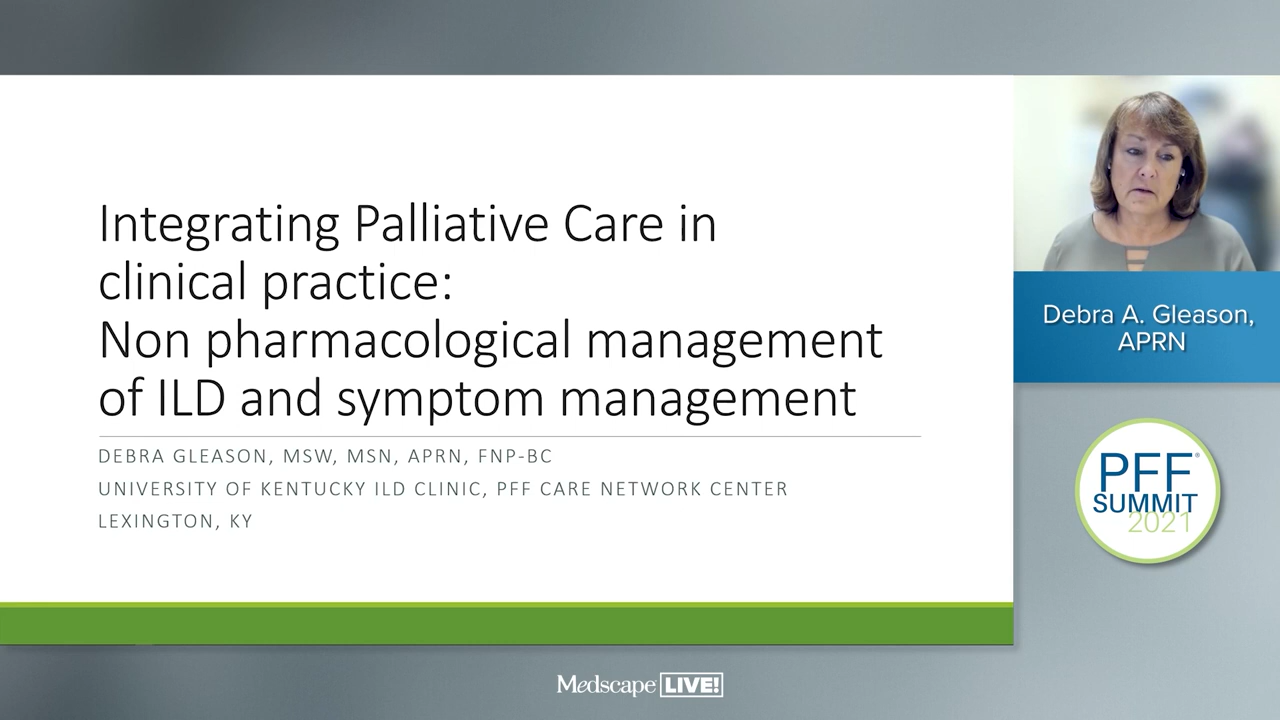 Integrating Palliative Care in
clinical practice:
Non pharmacological management
of ILD and symptom management
DEBRA GLEASON, MSW, MSN, APRN, FNP-BC
UNIVERSITY OF KENTUCKY ILD CLINIC, PFF CARE NETWORK CENTER
LEXINGTON, KY
Debra A. Gleason,
APRN
PFF®
SUMMIT
2021
Medscape LIVE!